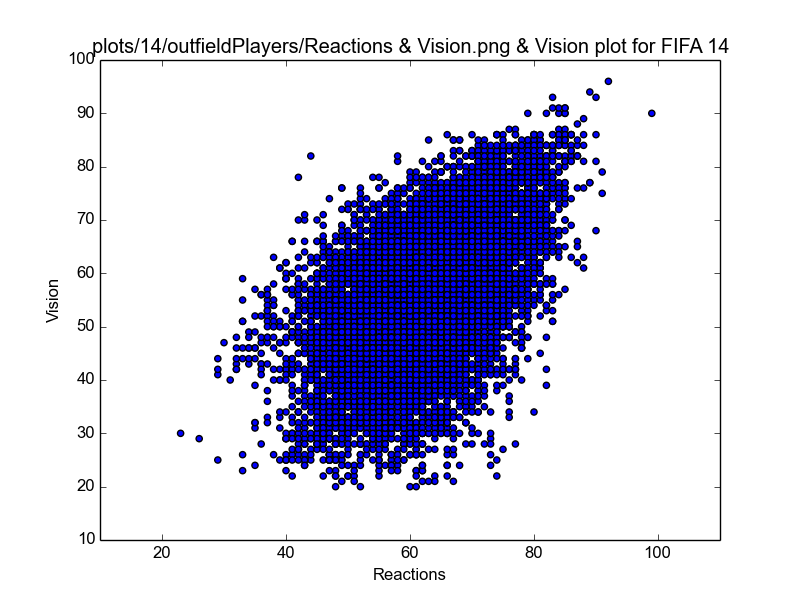 plots/14/outfieldPlayers/Reactions & Vision.png & Vision plot for FIFA 14
100
90
80
70
60
50
40
30
20
10
Vision
20 40 60 80 100
Reactions